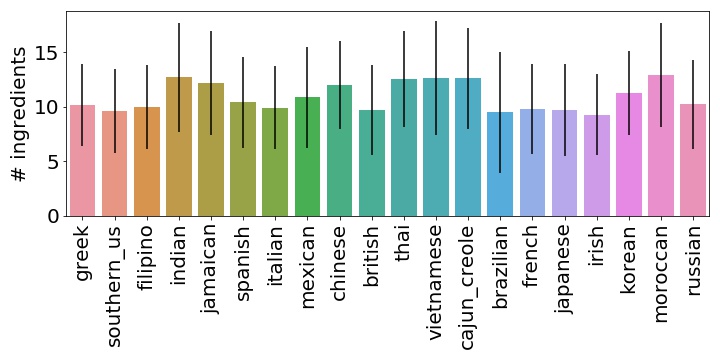 # ingredients
15
10
5
0
greek
southern_us
filipino
indian
jamaican
spanish
italian
mexican
chinese
british
thai
vietnamese
cajun_creole
brazilian
french
japanese
irish
korean
moroccan
russian